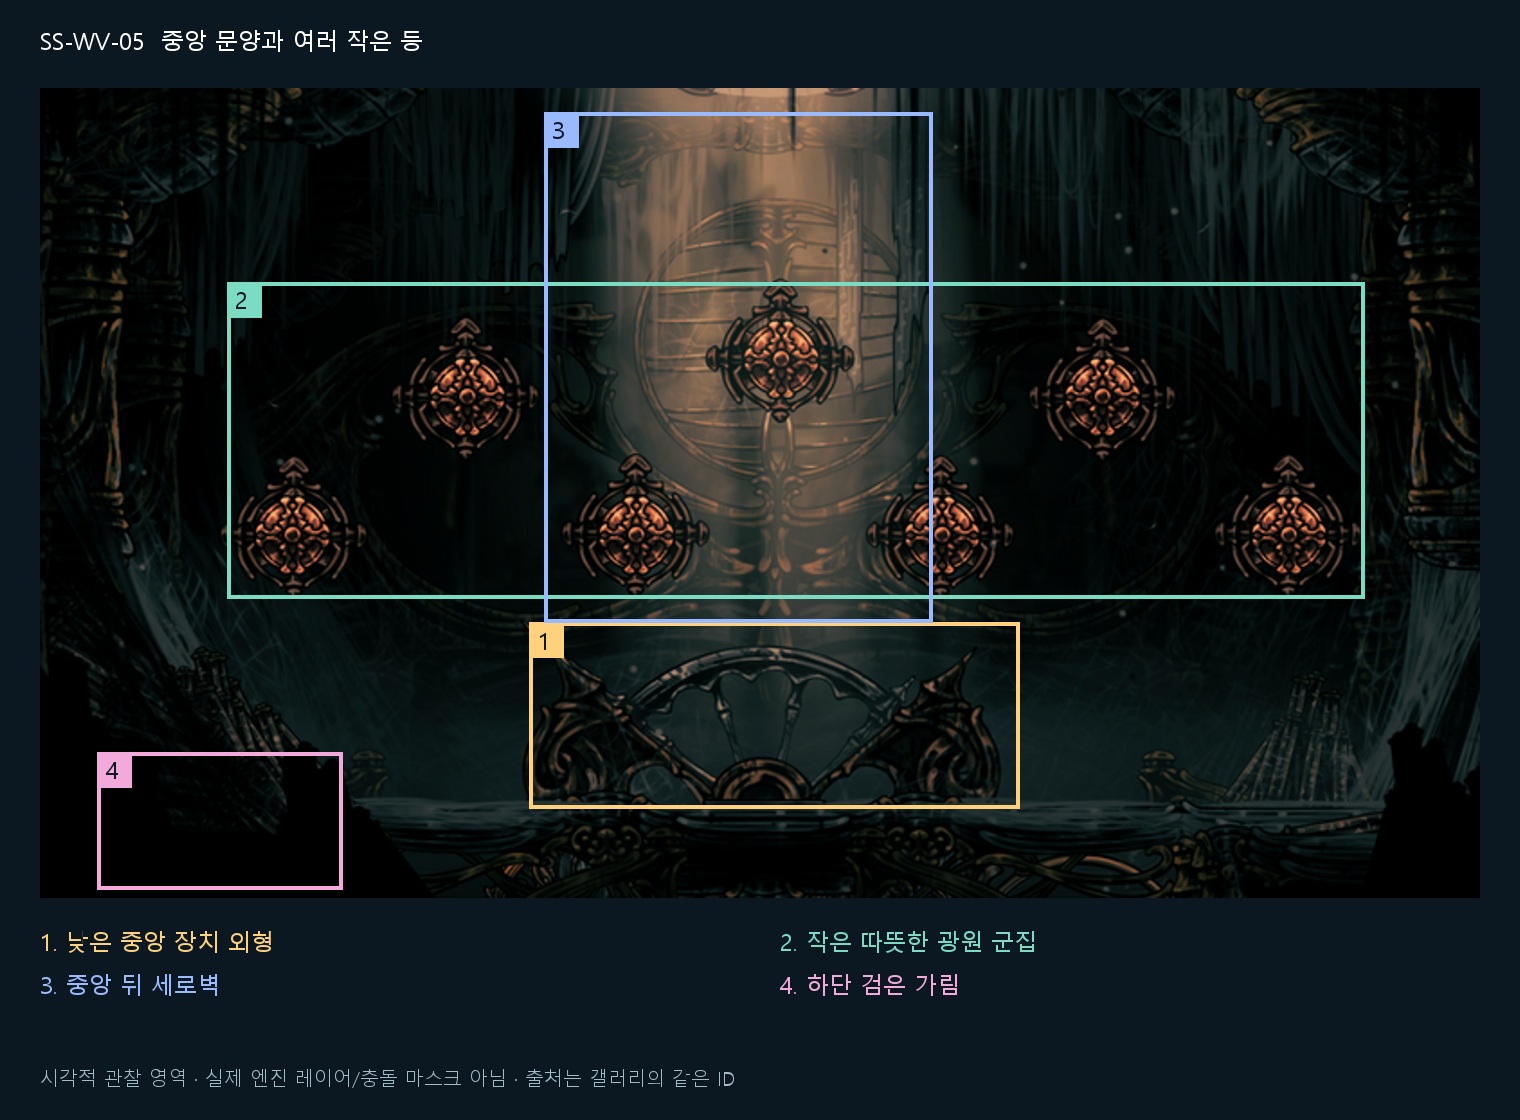 SS-WV-05 중앙 문양과 여러 작은 등
3
2
1
4
1. 낮은 중앙 장치 외형
2. 작은 따뜻한 광원 군집
3. 중앙 뒤 세로벽
4. 하단 검은 가림
시각적 관찰 영역 · 실제 엔진 레이어/충돌 마스크 아님 · 출처는 갤러리의 같은 ID